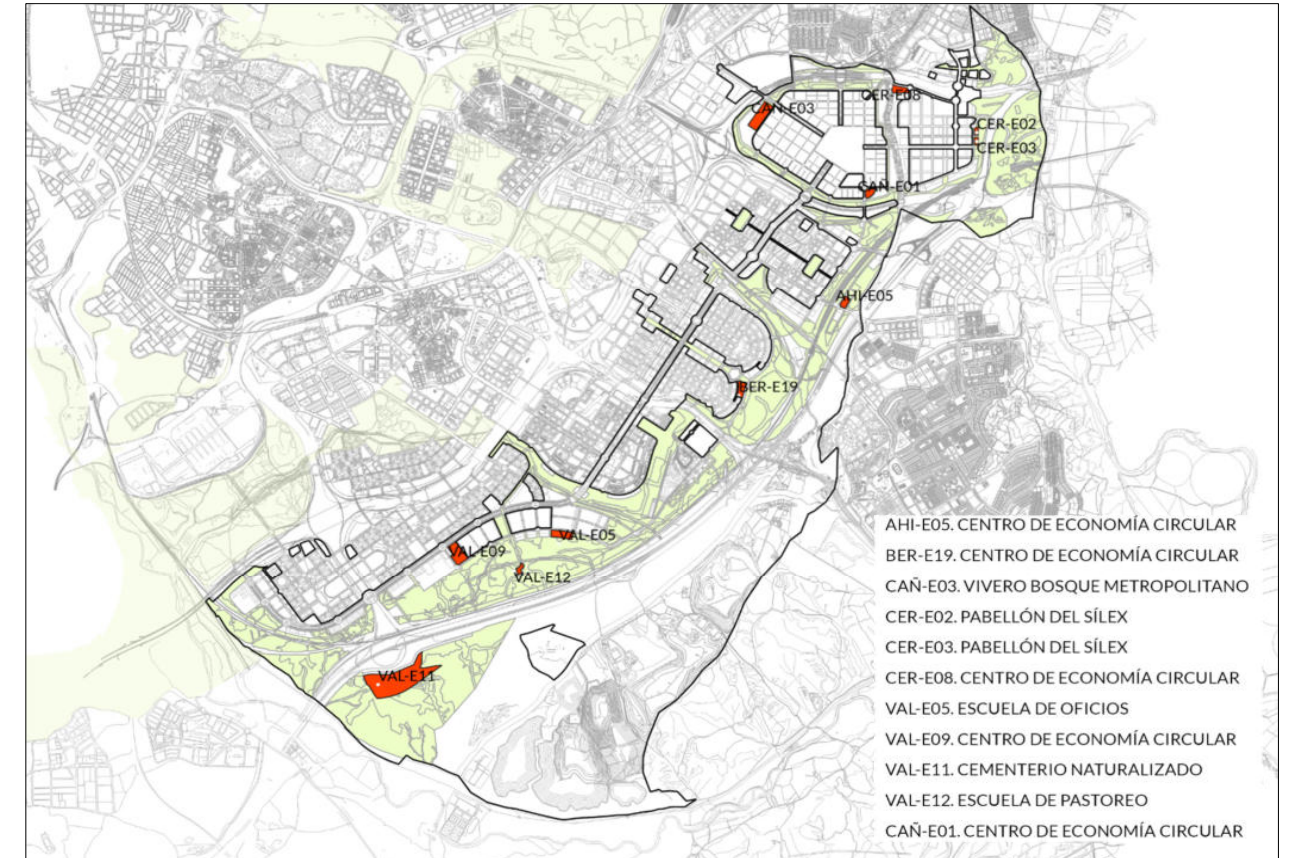 CER-E08
CAÑ-E03
CER-E02
CER-E03
CAÑ-E01
AHI-E05
BER-E19
VAL-E05
VAL-E09
VAL-E12
VAL-E11
AHI-E05. CENTRO DE ECONOMÍA CIRCULAR
BER-E19. CENTRO DE ECONOMÍA CIRCULAR
CAÑ-E03. VIVERO BOSQUE METROPOLITANO
CER-E02. PABELLÓN DEL SÍLEX
CER-E03. PABELLÓN DEL SÍLEX
CER-E08. CENTRO DE ECONOMÍA CIRCULAR
VAL-E05. ESCUELA DE OFICIOS
VAL-E09. CENTRO DE ECONOMÍA CIRCULAR
VAL-E11. CEMENTERIO NATURALIZADO
VAL-E12. ESCUELA DE PASTOREO
CAÑ-E01. CENTRO DE ECONOMÍA CIRCULAR